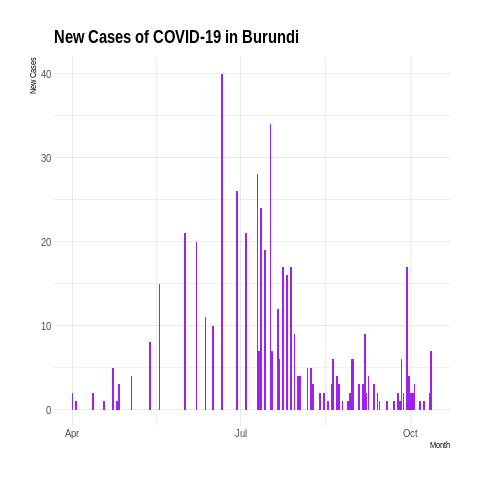 New Cases of COVID-19 in Burundi
New Cases
40
30
20
10
0
Apr
Jul
Oct
Month